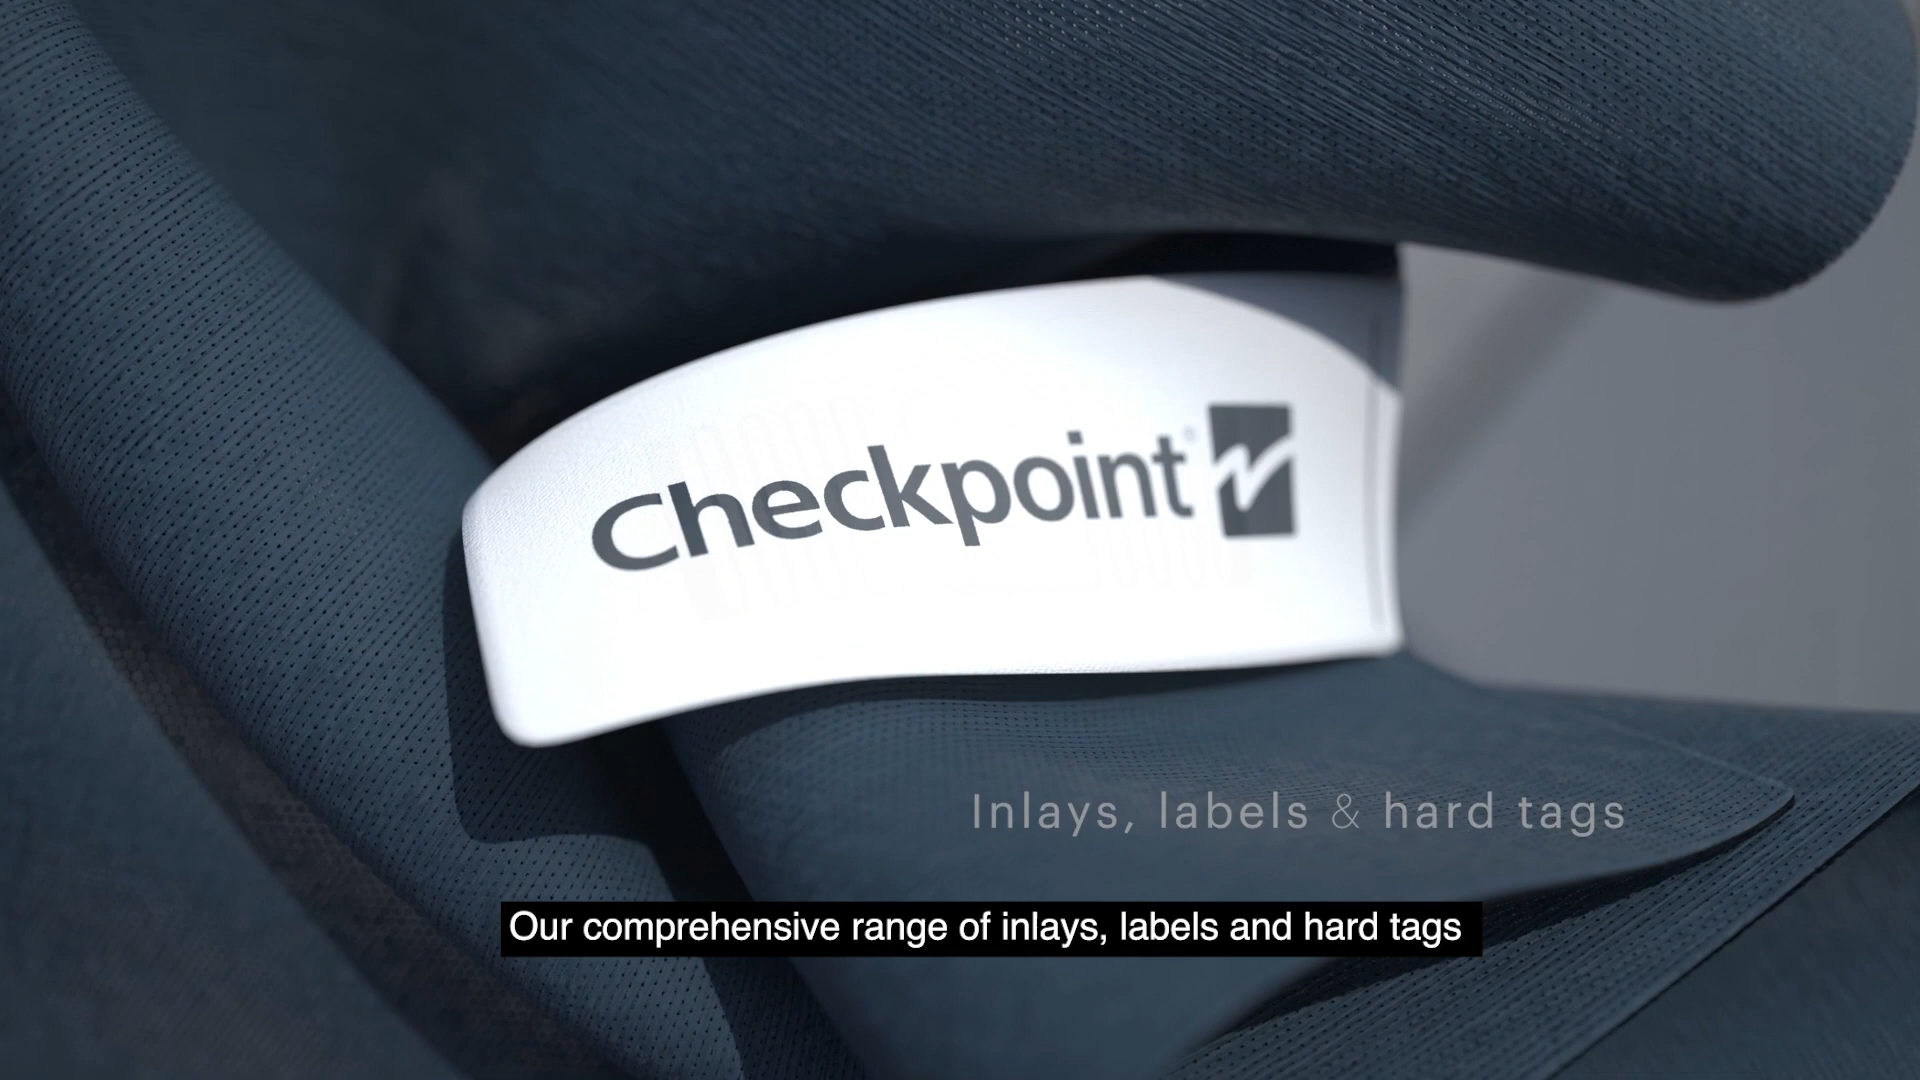 Checkpoint®
Inlays, labels & hard tags
Our comprehensive range of inlays, labels and hard tags